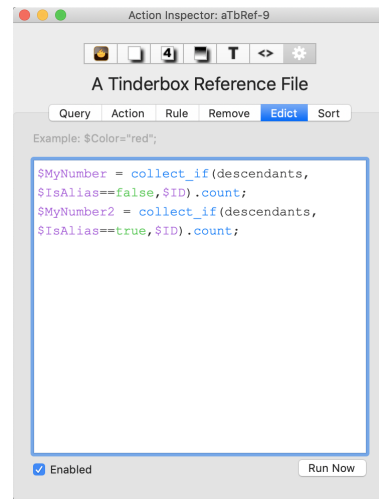 Action Inspector: aTbRef-9
4 T <>
A Tinderbox Reference File
Query Action Rule Remove Edict Sort
Example: $Color="red";
$MyNumber = collect_if(descendants,
$IsAlias==false,$ID).count;
$MyNumber2 = collect_if(descendants,
$IsAlias==true,$ID).count;
Enabled Run Now